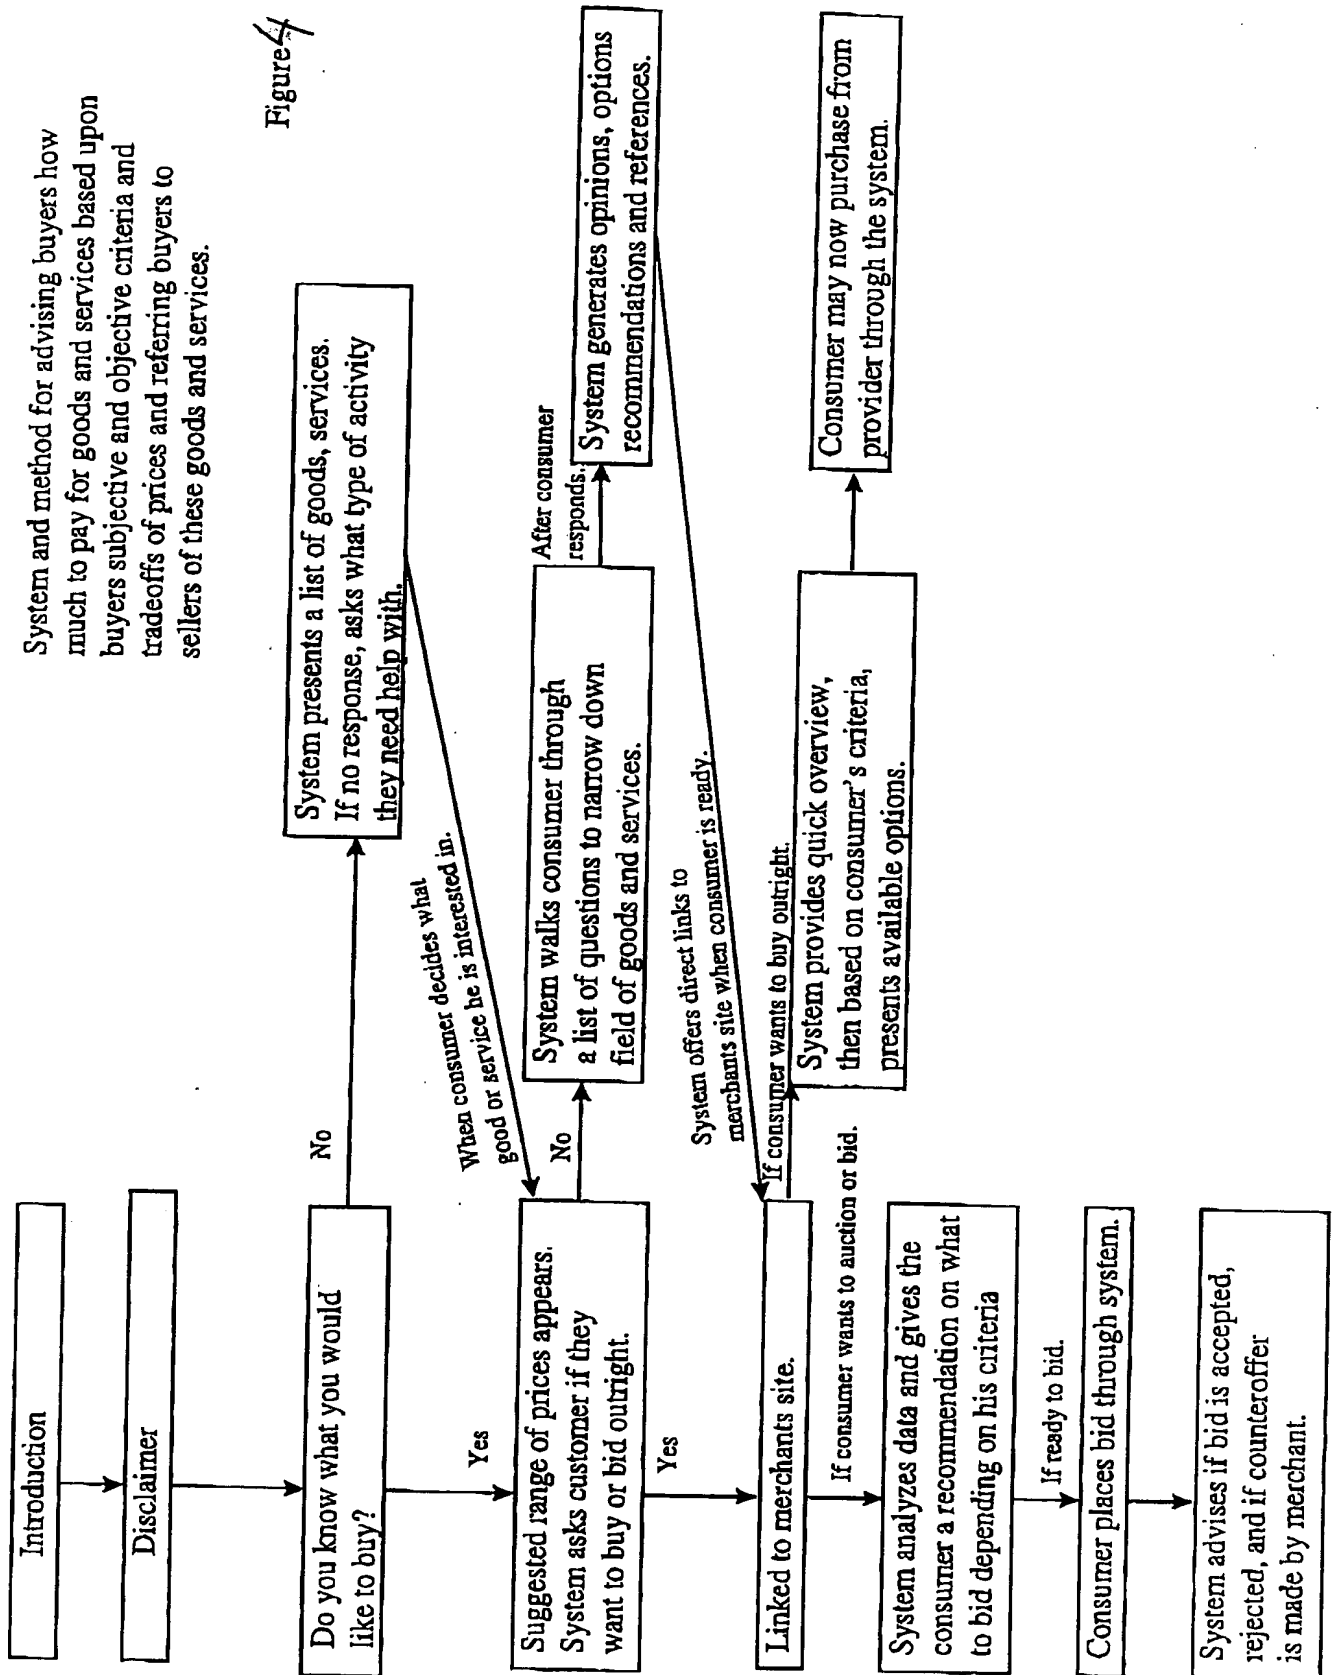 System and method for advising buyers how
much to pay for goods and services based upon
buyers subjective and objective criteria and
tradeoffs of prices and referring buyers to
sellers of these goods and services.
Figure 4
Introduction
Disclaimer
Do you know what you would
like to buy?
No
System presents a list of goods, services.
If no response, asks what type of activity
they need help with.
Yes
When consumer decides what
good or service he is interested in.
Suggested range of prices appears.
System asks customer if they
want to buy or bid outright.
No
System walks consumer through
a list of questions to narrow down
field of goods and services.
After consumer
responds.
System generates opinions, options
recommendations and references.
Yes
System offers direct links to
merchants site when consumer is ready.
Linked to merchants site.
If consumer wants to buy outright.
System provides quick overview,
then based on consumer's criteria,
presents available options.
Consumer may now purchase from
provider through the system.
If consumer wants to auction or bid.
System analyzes data and gives the
consumer a recommendation on what
to bid depending on his criteria
If ready to bid.
Consumer places bid through system.
System advises if bid is accepted,
rejected, and if counteroffer
is made by merchant.